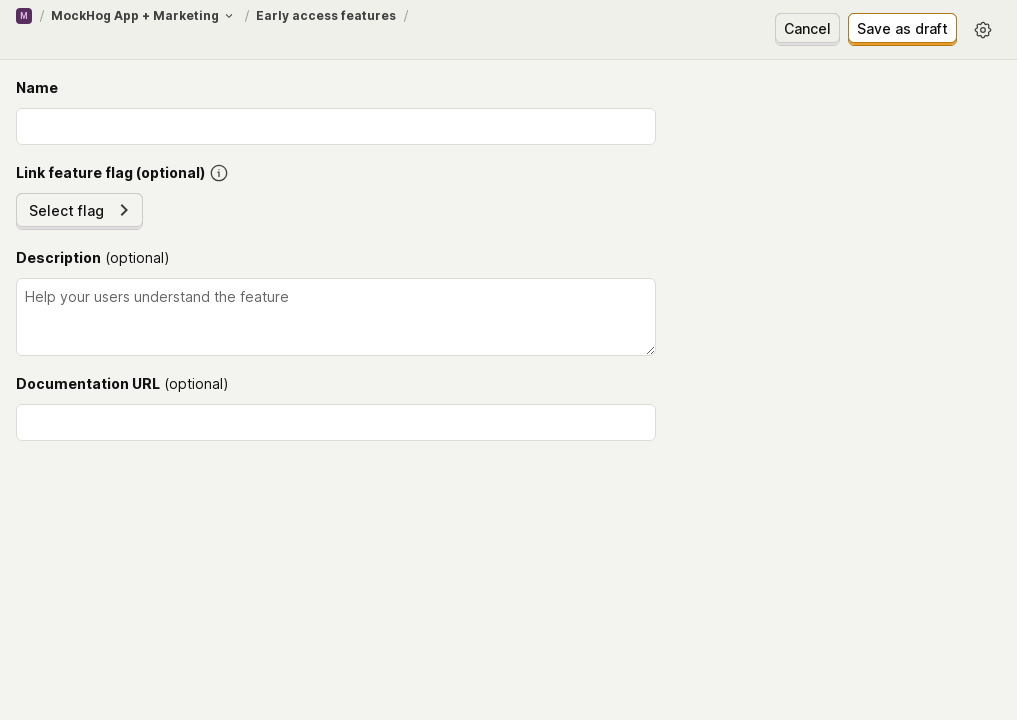 M / MockHog App + Marketing / Early access features /
Cancel
Save as draft
Name
Link feature flag (optional)
Select flag
Description (optional)
Help your users understand the feature
Documentation URL (optional)